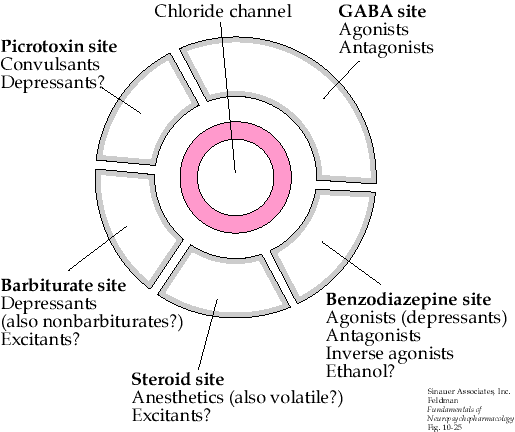 Chloride channel
GABA site
Agonists
Antagonists
Picrotoxin site
Convulsants
Depressants?
Barbiturate site
Depressants
(also nonbarbiturates?)
Excitants?
Benzodiazepine site
Agonists (depressants)
Antagonists
Inverse agonists
Ethanol?
Steroid site
Anesthetics (also volatile?)
Excitants?
Sinauer Associates, Inc.
Feldman
Fundamentals of
Neuropsychopharmacology
Fig. 10-25